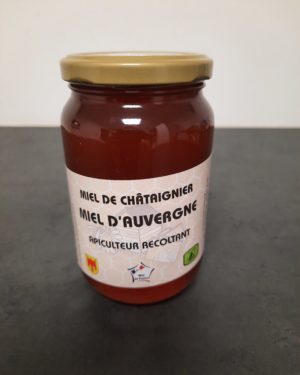 MIEL DE CHÂTAIGNIER
MIEL D'AUVERGNE
APICULTEUR RECOLTANT